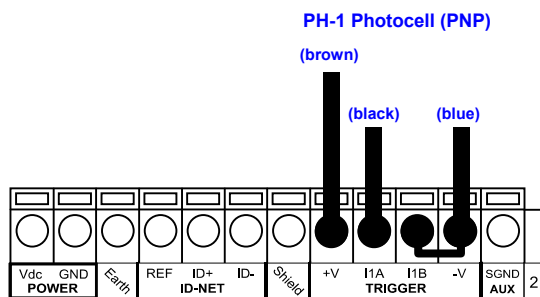 PH-1 Photocell (PNP)
(brown)
(black)
(blue)
Vdc GND Earth REF ID+ ID- Shield +V I1A I1B -V SGND 2
POWER ID-NET TRIGGER AUX